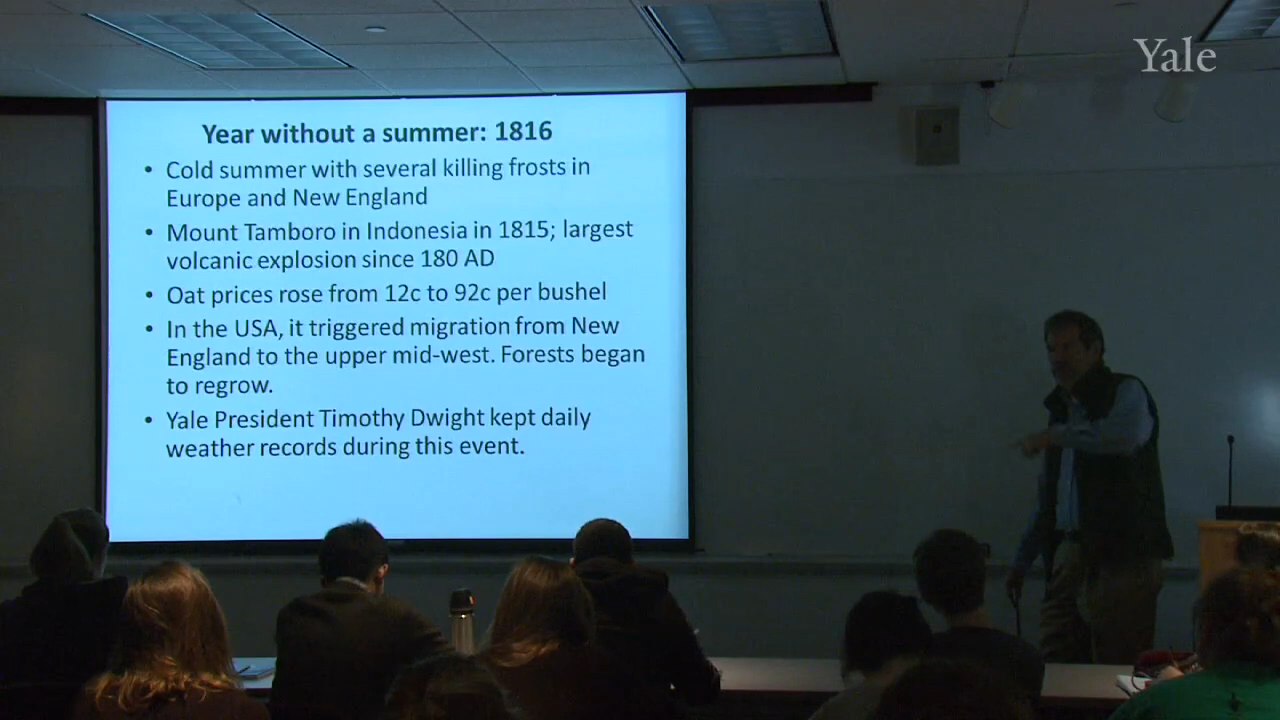 Yale
Year without a summer: 1816
• Cold summer with several killing frosts in
Europe and New England
• Mount Tamboro in Indonesia in 1815; largest
volcanic explosion since 180 AD
• Oat prices rose from 12c to 92c per bushel
• In the USA, it triggered migration from New
England to the upper mid-west. Forests began
to regrow.
• Yale President Timothy Dwight kept daily
weather records during this event.